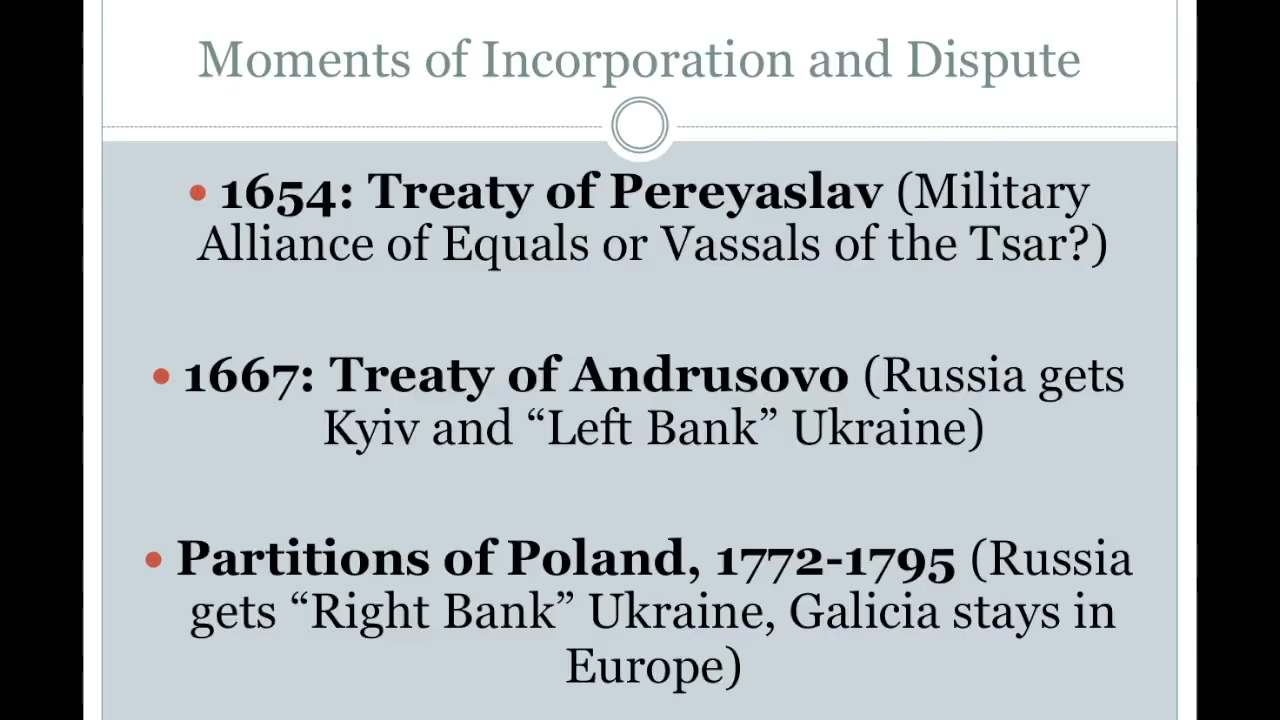 Moments of Incorporation and Dispute
• 1654: Treaty of Pereyaslav (Military
Alliance of Equals or Vassals of the Tsar?)
• 1667: Treaty of Andrusovo (Russia gets
Kyiv and “Left Bank” Ukraine)
• Partitions of Poland, 1772-1795 (Russia
gets “Right Bank” Ukraine, Galicia stays in
Europe)